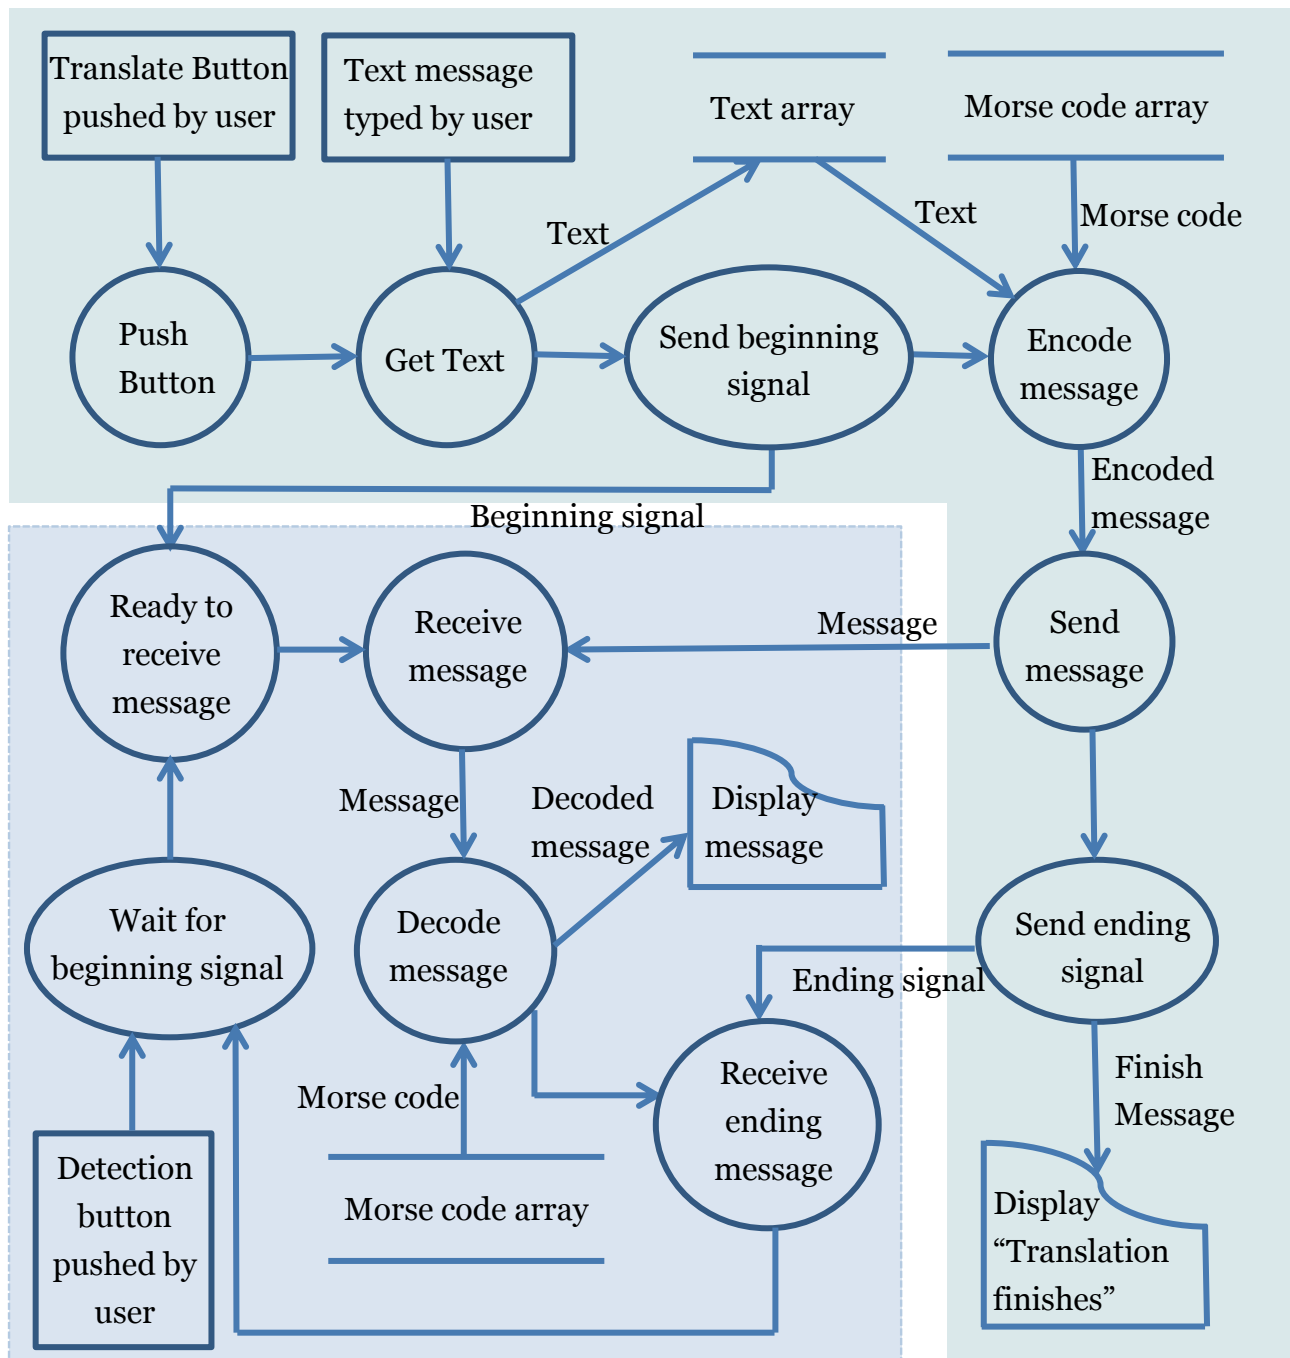 Translate Button
pushed by user
Text message
typed by user
Text array
Morse code array
Text
Text
Morse code
Push
Button
Get Text
Send beginning
signal
Encode
message
Encoded
message
Beginning signal
Ready to
receive
message
Receive
message
Message
Send
message
Message
Decoded
message
Display
message
Wait for
beginning signal
Decode
message
Send ending
signal
Ending signal
Morse code
Receive
ending
message
Finish
Message
Detection
button
pushed by
user
Morse code array
Display
“Translation
finishes”